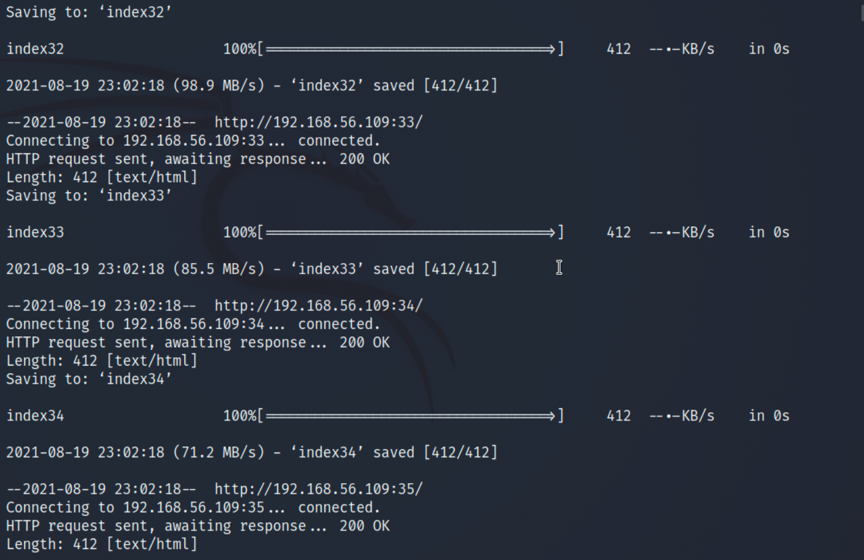 Saving to: ‘index32’
index32 100%[===================================>] 412 --.-KB/s in 0s
2021-08-19 23:02:18 (98.9 MB/s) - ‘index32’ saved [412/412]
--2021-08-19 23:02:18-- http://192.168.56.109:33/
Connecting to 192.168.56.109:33... connected.
HTTP request sent, awaiting response... 200 OK
Length: 412 [text/html]
Saving to: ‘index33’
index33 100%[===================================>] 412 --.-KB/s in 0s
2021-08-19 23:02:18 (85.5 MB/s) - ‘index33’ saved [412/412]
--2021-08-19 23:02:18-- http://192.168.56.109:34/
Connecting to 192.168.56.109:34... connected.
HTTP request sent, awaiting response... 200 OK
Length: 412 [text/html]
Saving to: ‘index34’
index34 100%[===================================>] 412 --.-KB/s in 0s
2021-08-19 23:02:18 (71.2 MB/s) - ‘index34’ saved [412/412]
--2021-08-19 23:02:18-- http://192.168.56.109:35/
Connecting to 192.168.56.109:35... connected.
HTTP request sent, awaiting response... 200 OK
Length: 412 [text/html]